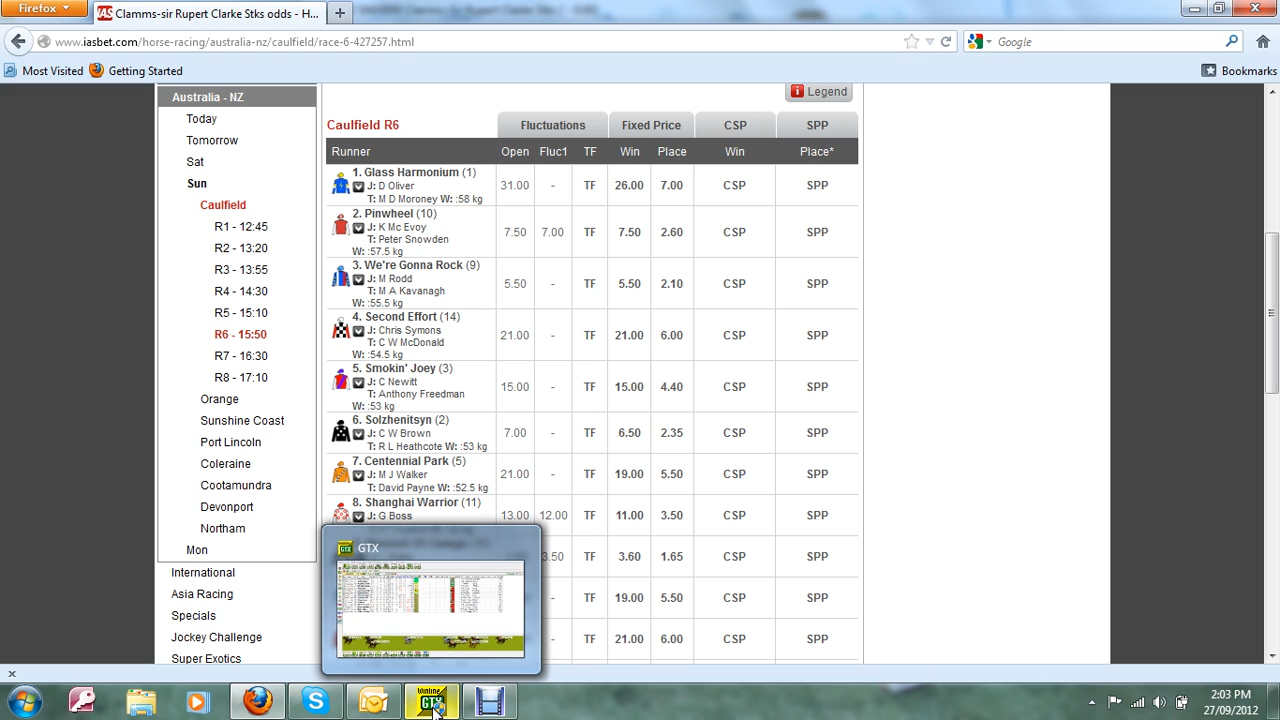 Firefox
Clamms-sir Rupert Clarke Stks odds - H...
www.iasbet.com/horse-racing/australia-nz/caulfield/race-6-427257.html
Google
Most Visited
Getting Started
Bookmarks
Australia - NZ
Today
Tomorrow
Sat
Sun
Caulfield
R1 - 12:45
R2 - 13:20
R3 - 13:55
R4 - 14:30
R5 - 15:10
R6 - 15:50
R7 - 16:30
R8 - 17:10
Orange
Sunshine Coast
Port Lincoln
Coleraine
Cootamundra
Devonport
Northam
Mon
International
Asia Racing
Specials
Jockey Challenge
Super Exotics
Legend
Caulfield R6 Fluctuations Fixed Price CSP SPP
Runner Open Fluc1 TF Win Place Win Place*
1. Glass Harmonium (1)
J: D Oliver 31.00 - TF 26.00 7.00 CSP SPP
T: M D Moroney W: :58 kg
2. Pinwheel (10)
J: K Mc Evoy 7.50 7.00 TF 7.50 2.60 CSP SPP
T: Peter Snowden
W: :57.5 kg
3. We're Gonna Rock (9)
J: M Rodd 5.50 - TF 5.50 2.10 CSP SPP
T: M A Kavanagh
W: :55.5 kg
4. Second Effort (14)
J: Chris Symons 21.00 - TF 21.00 6.00 CSP SPP
T: C W McDonald
W: :54.5 kg
5. Smokin' Joey (3)
J: C Newitt 15.00 - TF 15.00 4.40 CSP SPP
T: Anthony Freedman
W: :53 kg
6. Solzhenitsyn (2)
J: C W Brown 7.00 - TF 6.50 2.35 CSP SPP
T: R L Heathcote W: :53 kg
7. Centennial Park (5)
J: M J Walker 21.00 - TF 19.00 5.50 CSP SPP
T: David Payne W: :52.5 kg
8. Shanghai Warrior (11)
J: G Boss 13.00 12.00 TF 11.00 3.50 CSP SPP
3.50 TF 3.60 1.65 CSP SPP
- TF 19.00 5.50 CSP SPP
- TF 21.00 6.00 CSP SPP
GTX
Winline
GTX
2:03 PM
27/09/2012